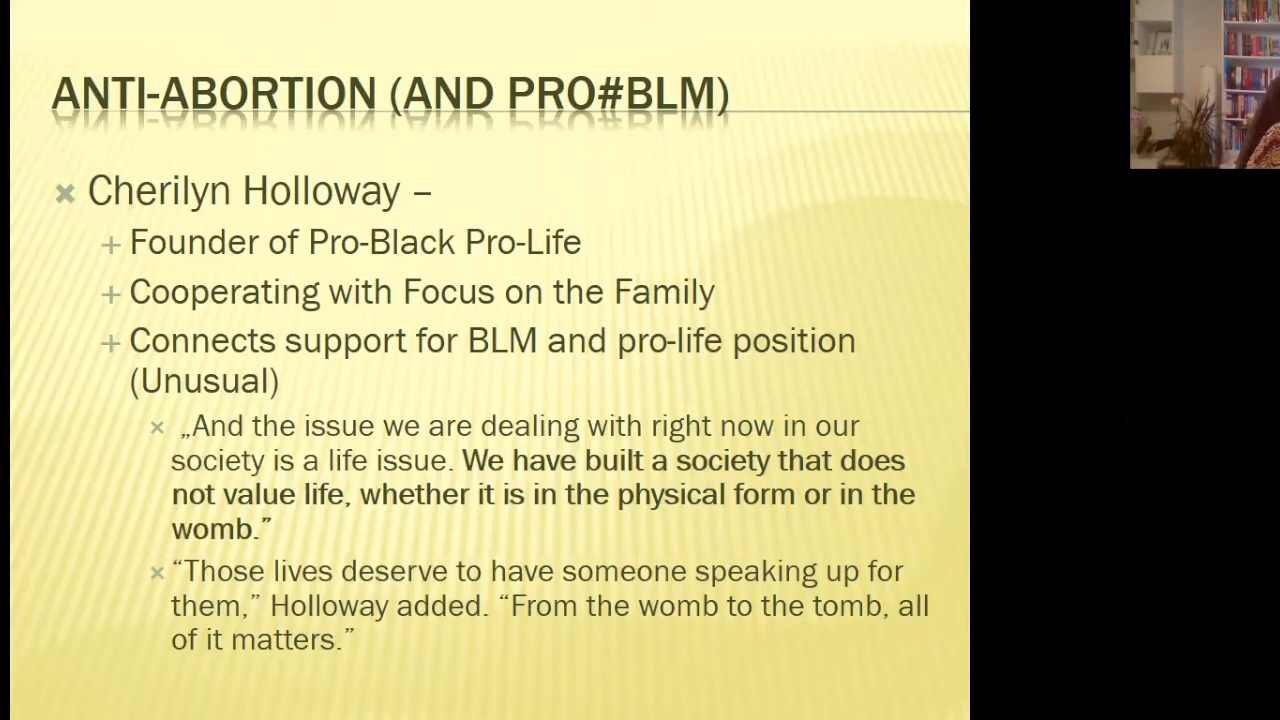 ANTI-ABORTION (AND PRO#BLM)
Cherilyn Holloway –
Founder of Pro-Black Pro-Life
Cooperating with Focus on the Family
Connects support for BLM and pro-life position
(Unusual)
„And the issue we are dealing with right now in our
society is a life issue. We have built a society that does
not value life, whether it is in the physical form or in the
womb.”
“Those lives deserve to have someone speaking up for
them,” Holloway added. “From the womb to the tomb, all
of it matters.”